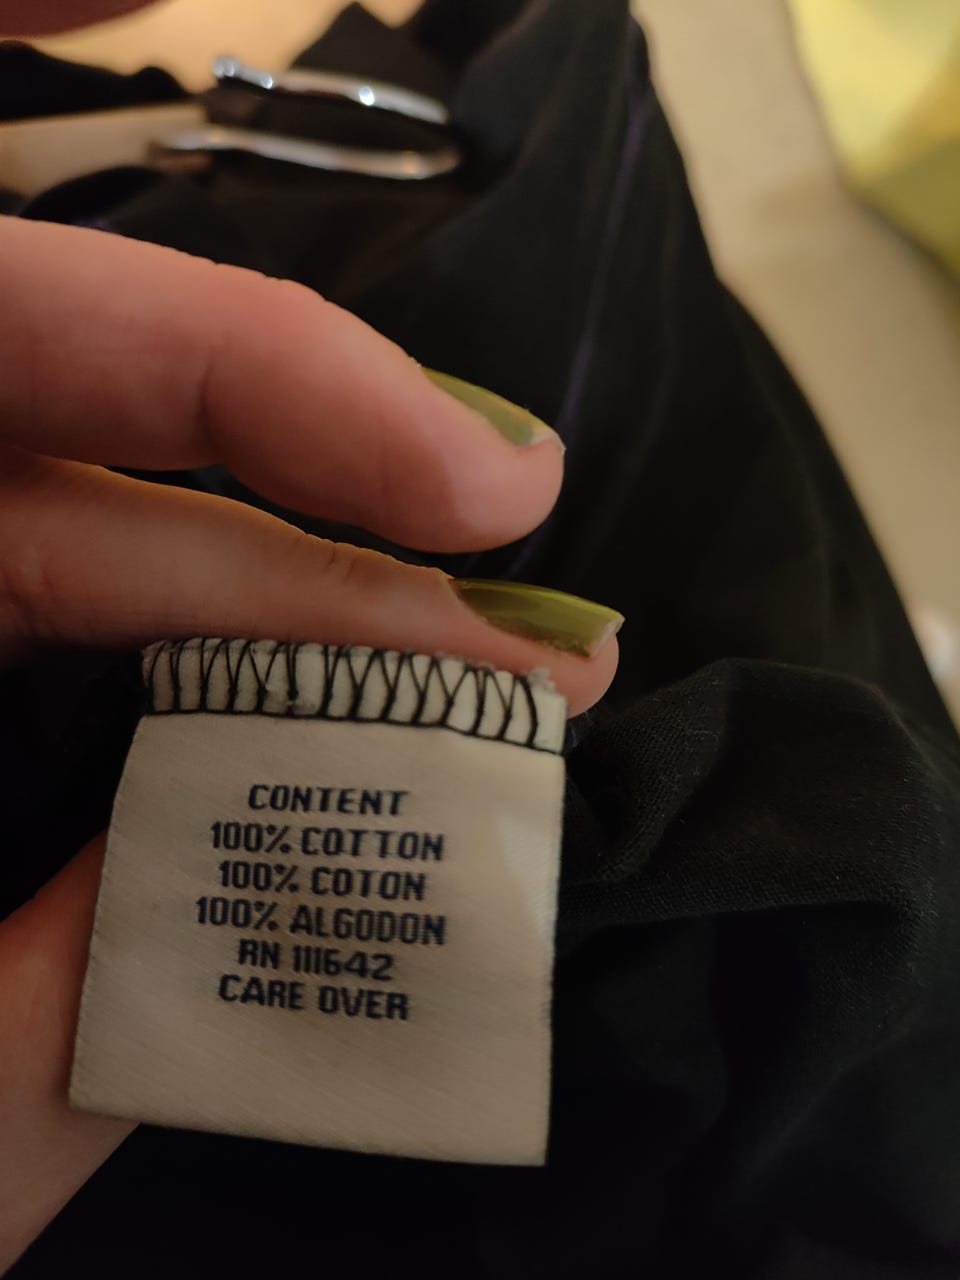 CONTENT
100% COTTON
100% COTON
100% ALGODON
RN 111642
CARE OVER